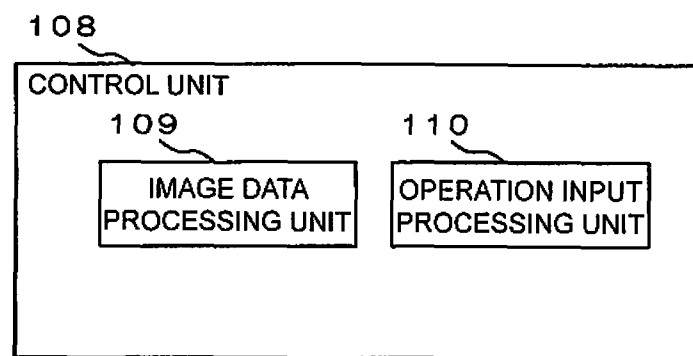 108
CONTROL UNIT
109
110
IMAGE DATA
PROCESSING UNIT
OPERATION INPUT
PROCESSING UNIT